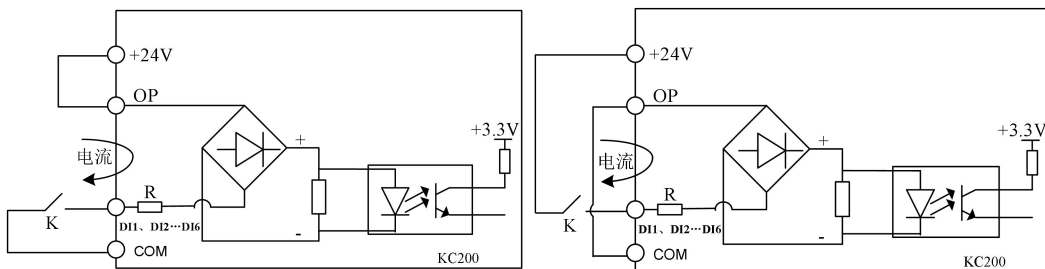 +24V
OP
+
+3.3V
电流
R
K
DI1、DI2…DI6
-
COM
KC200
+24V
OP
+
+3.3V
电流
R
K
DI1、DI2…DI6
-
COM
KC200